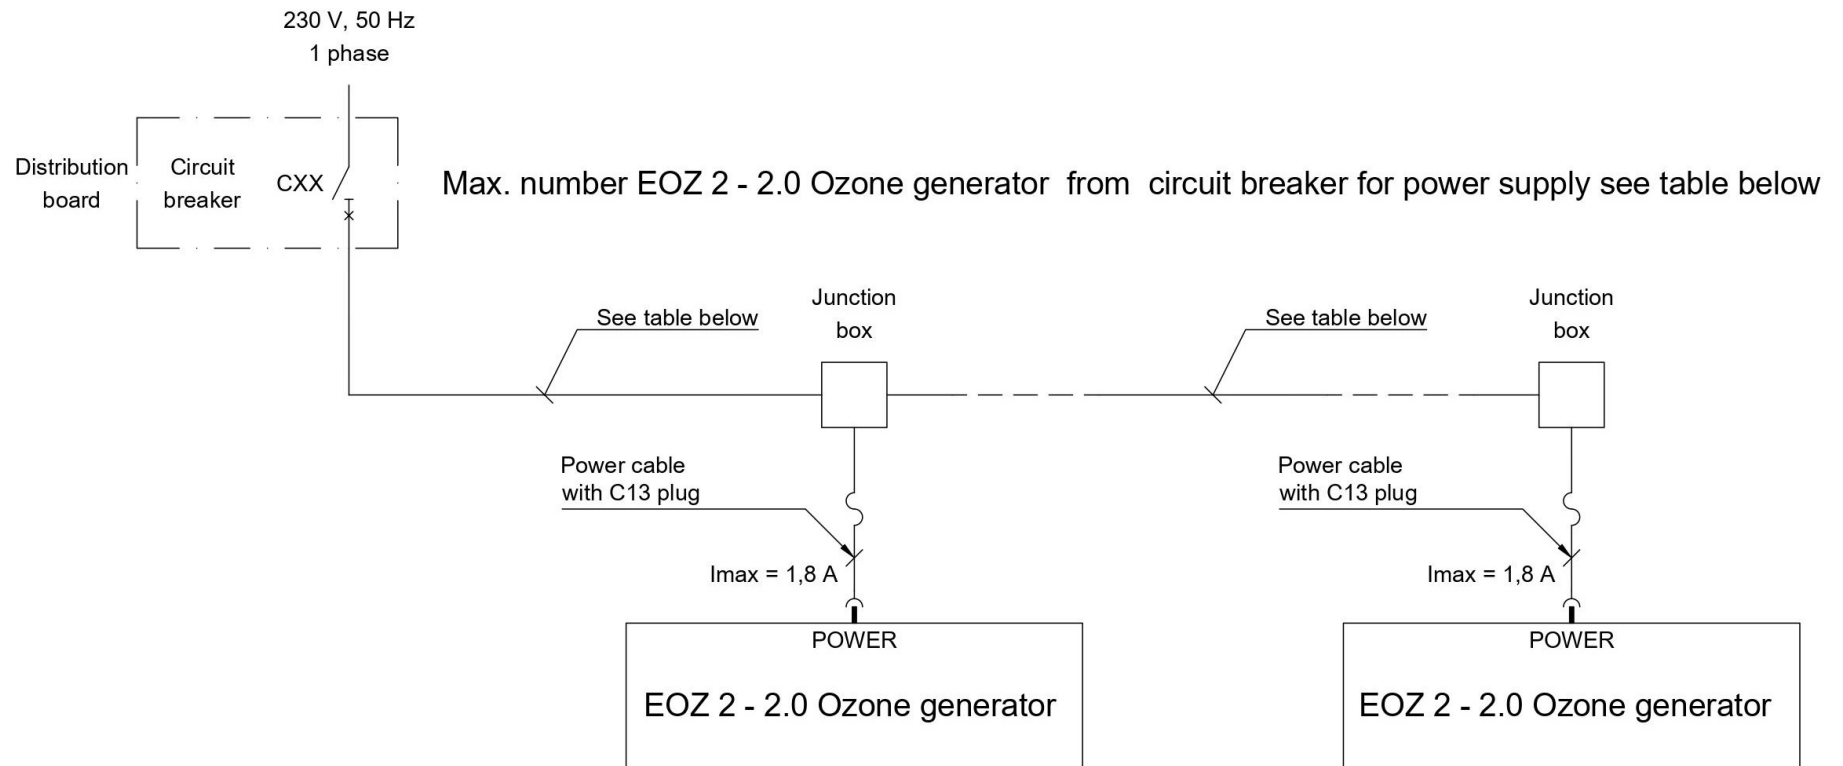 230 V, 50 Hz
1 phase
Distribution
board
Circuit
breaker
CXX
Max. number EOZ 2 - 2.0 Ozone generator from circuit breaker for power supply see table below
See table below
Junction
box
See table below
Junction
box
Power cable
with C13 plug
Imax = 1,8 A
Power cable
with C13 plug
Imax = 1,8 A
POWER
EOZ 2 - 2.0 Ozone generator
POWER
EOZ 2 - 2.0 Ozone generator